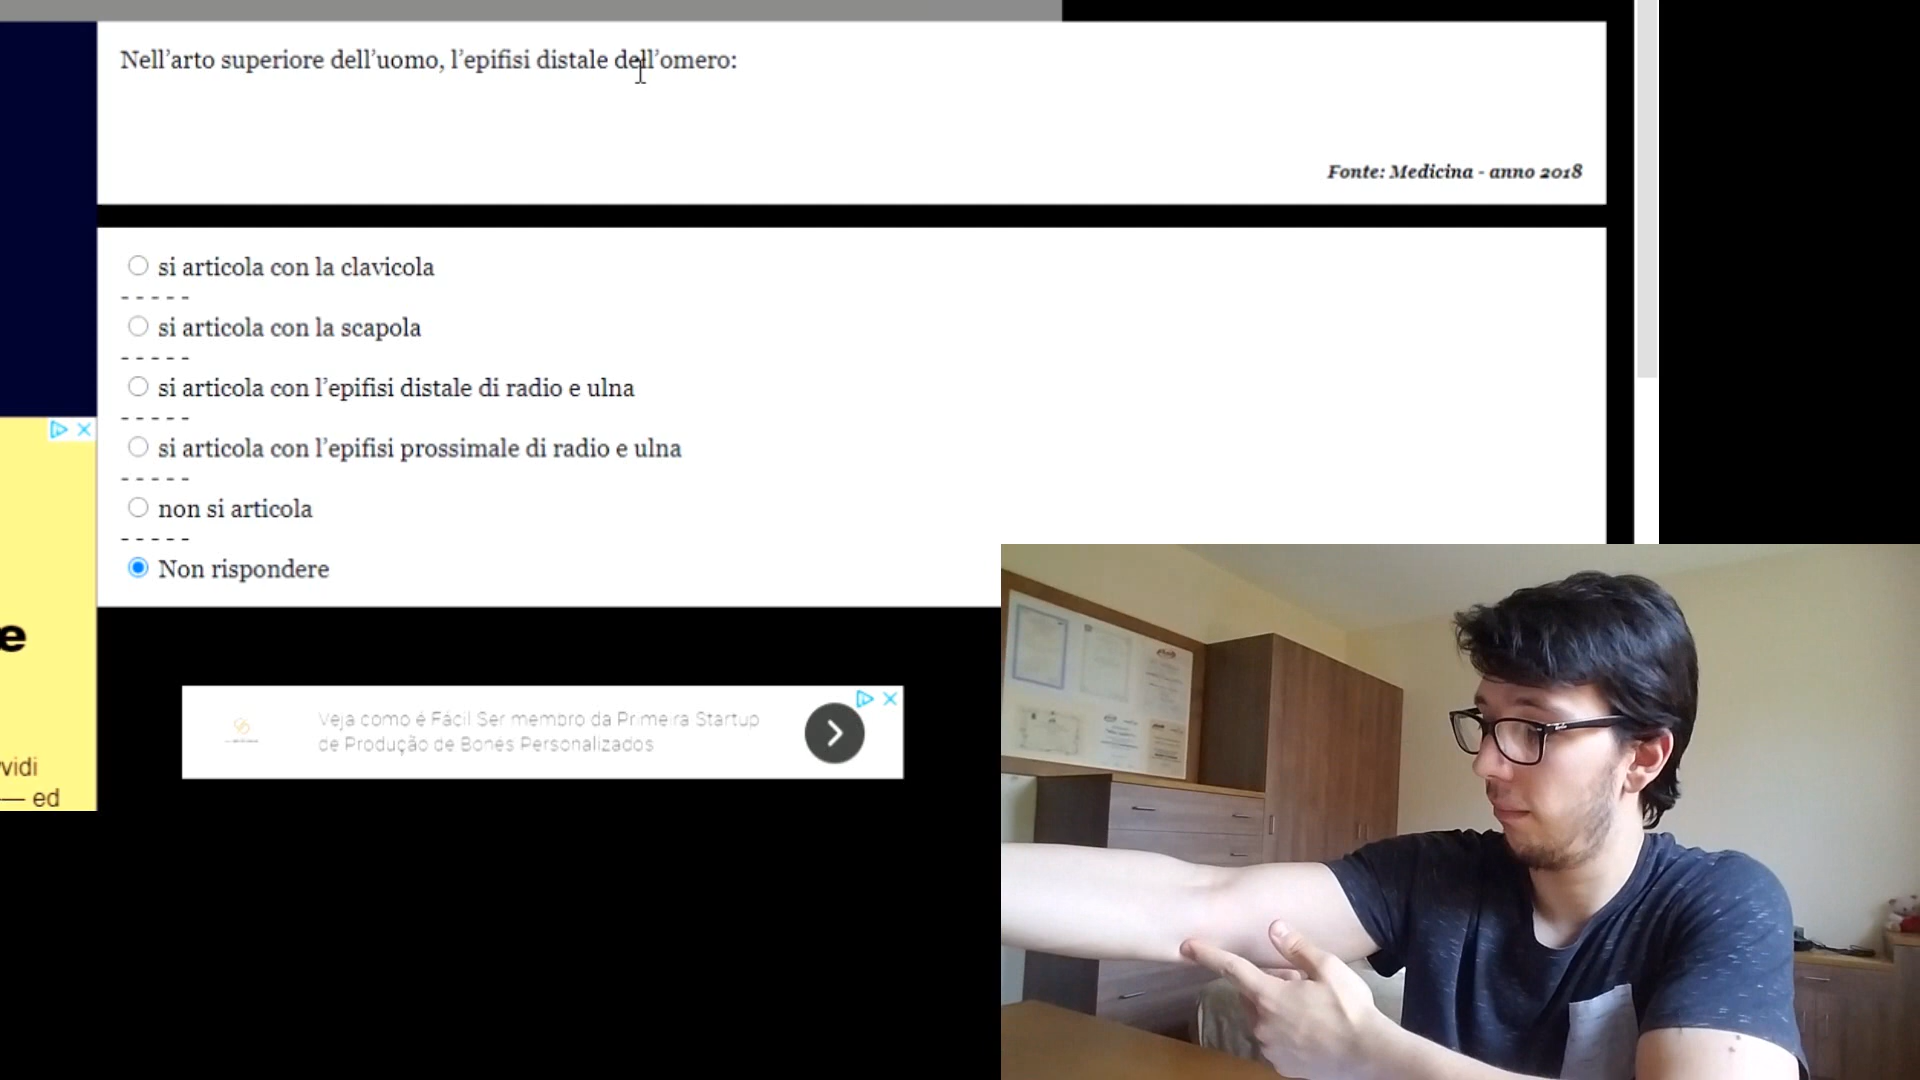 Nell’arto superiore dell’uomo, l’epifisi distale dell’omero:
Fonte: Medicina - anno 2018
si articola con la clavicola
- - - - -
si articola con la scapola
- - - - -
si articola con l’epifisi distale di radio e ulna
- - - - -
si articola con l’epifisi prossimale di radio e ulna
- - - - -
non si articola
- - - - -
Non rispondere
e
vidi
— ed
Veja como é Fácil Ser membro da Primeira Startup
de Produção de Bonés Personalizados